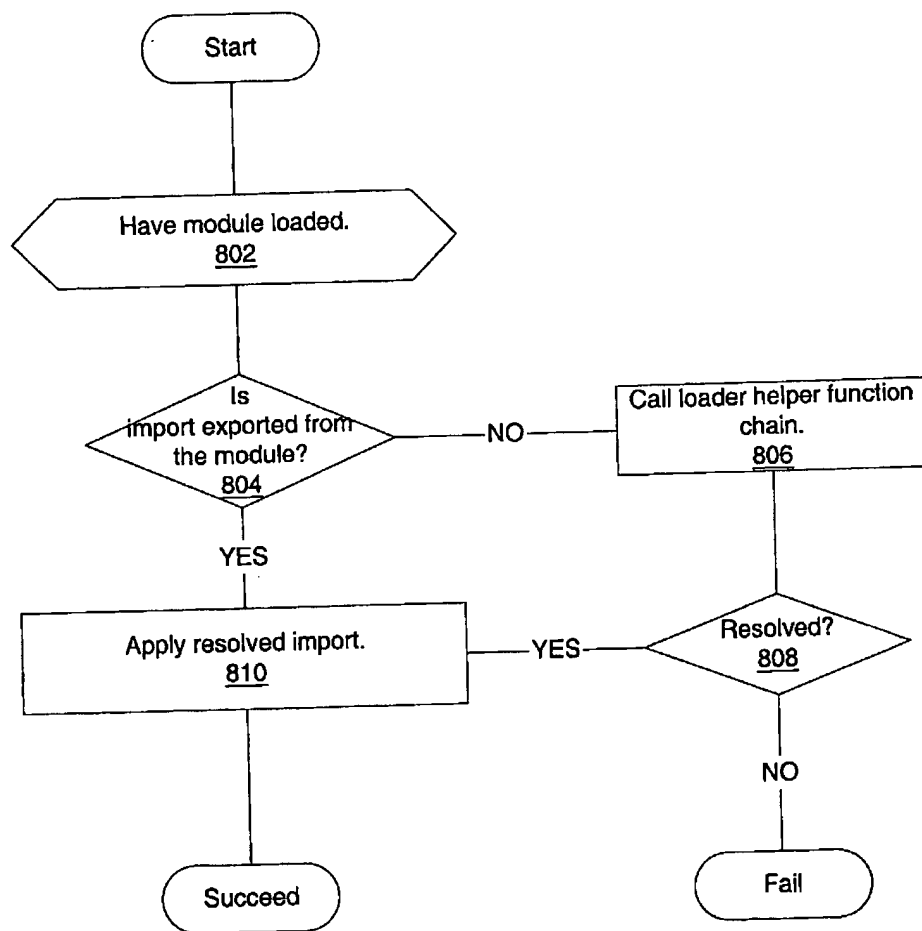 Start
Have module loaded.
802
Is
import exported from
the module?
804
NO
Call loader helper function
chain.
806
YES
Apply resolved import.
810
YES
Resolved?
808
NO
Succeed
Fail